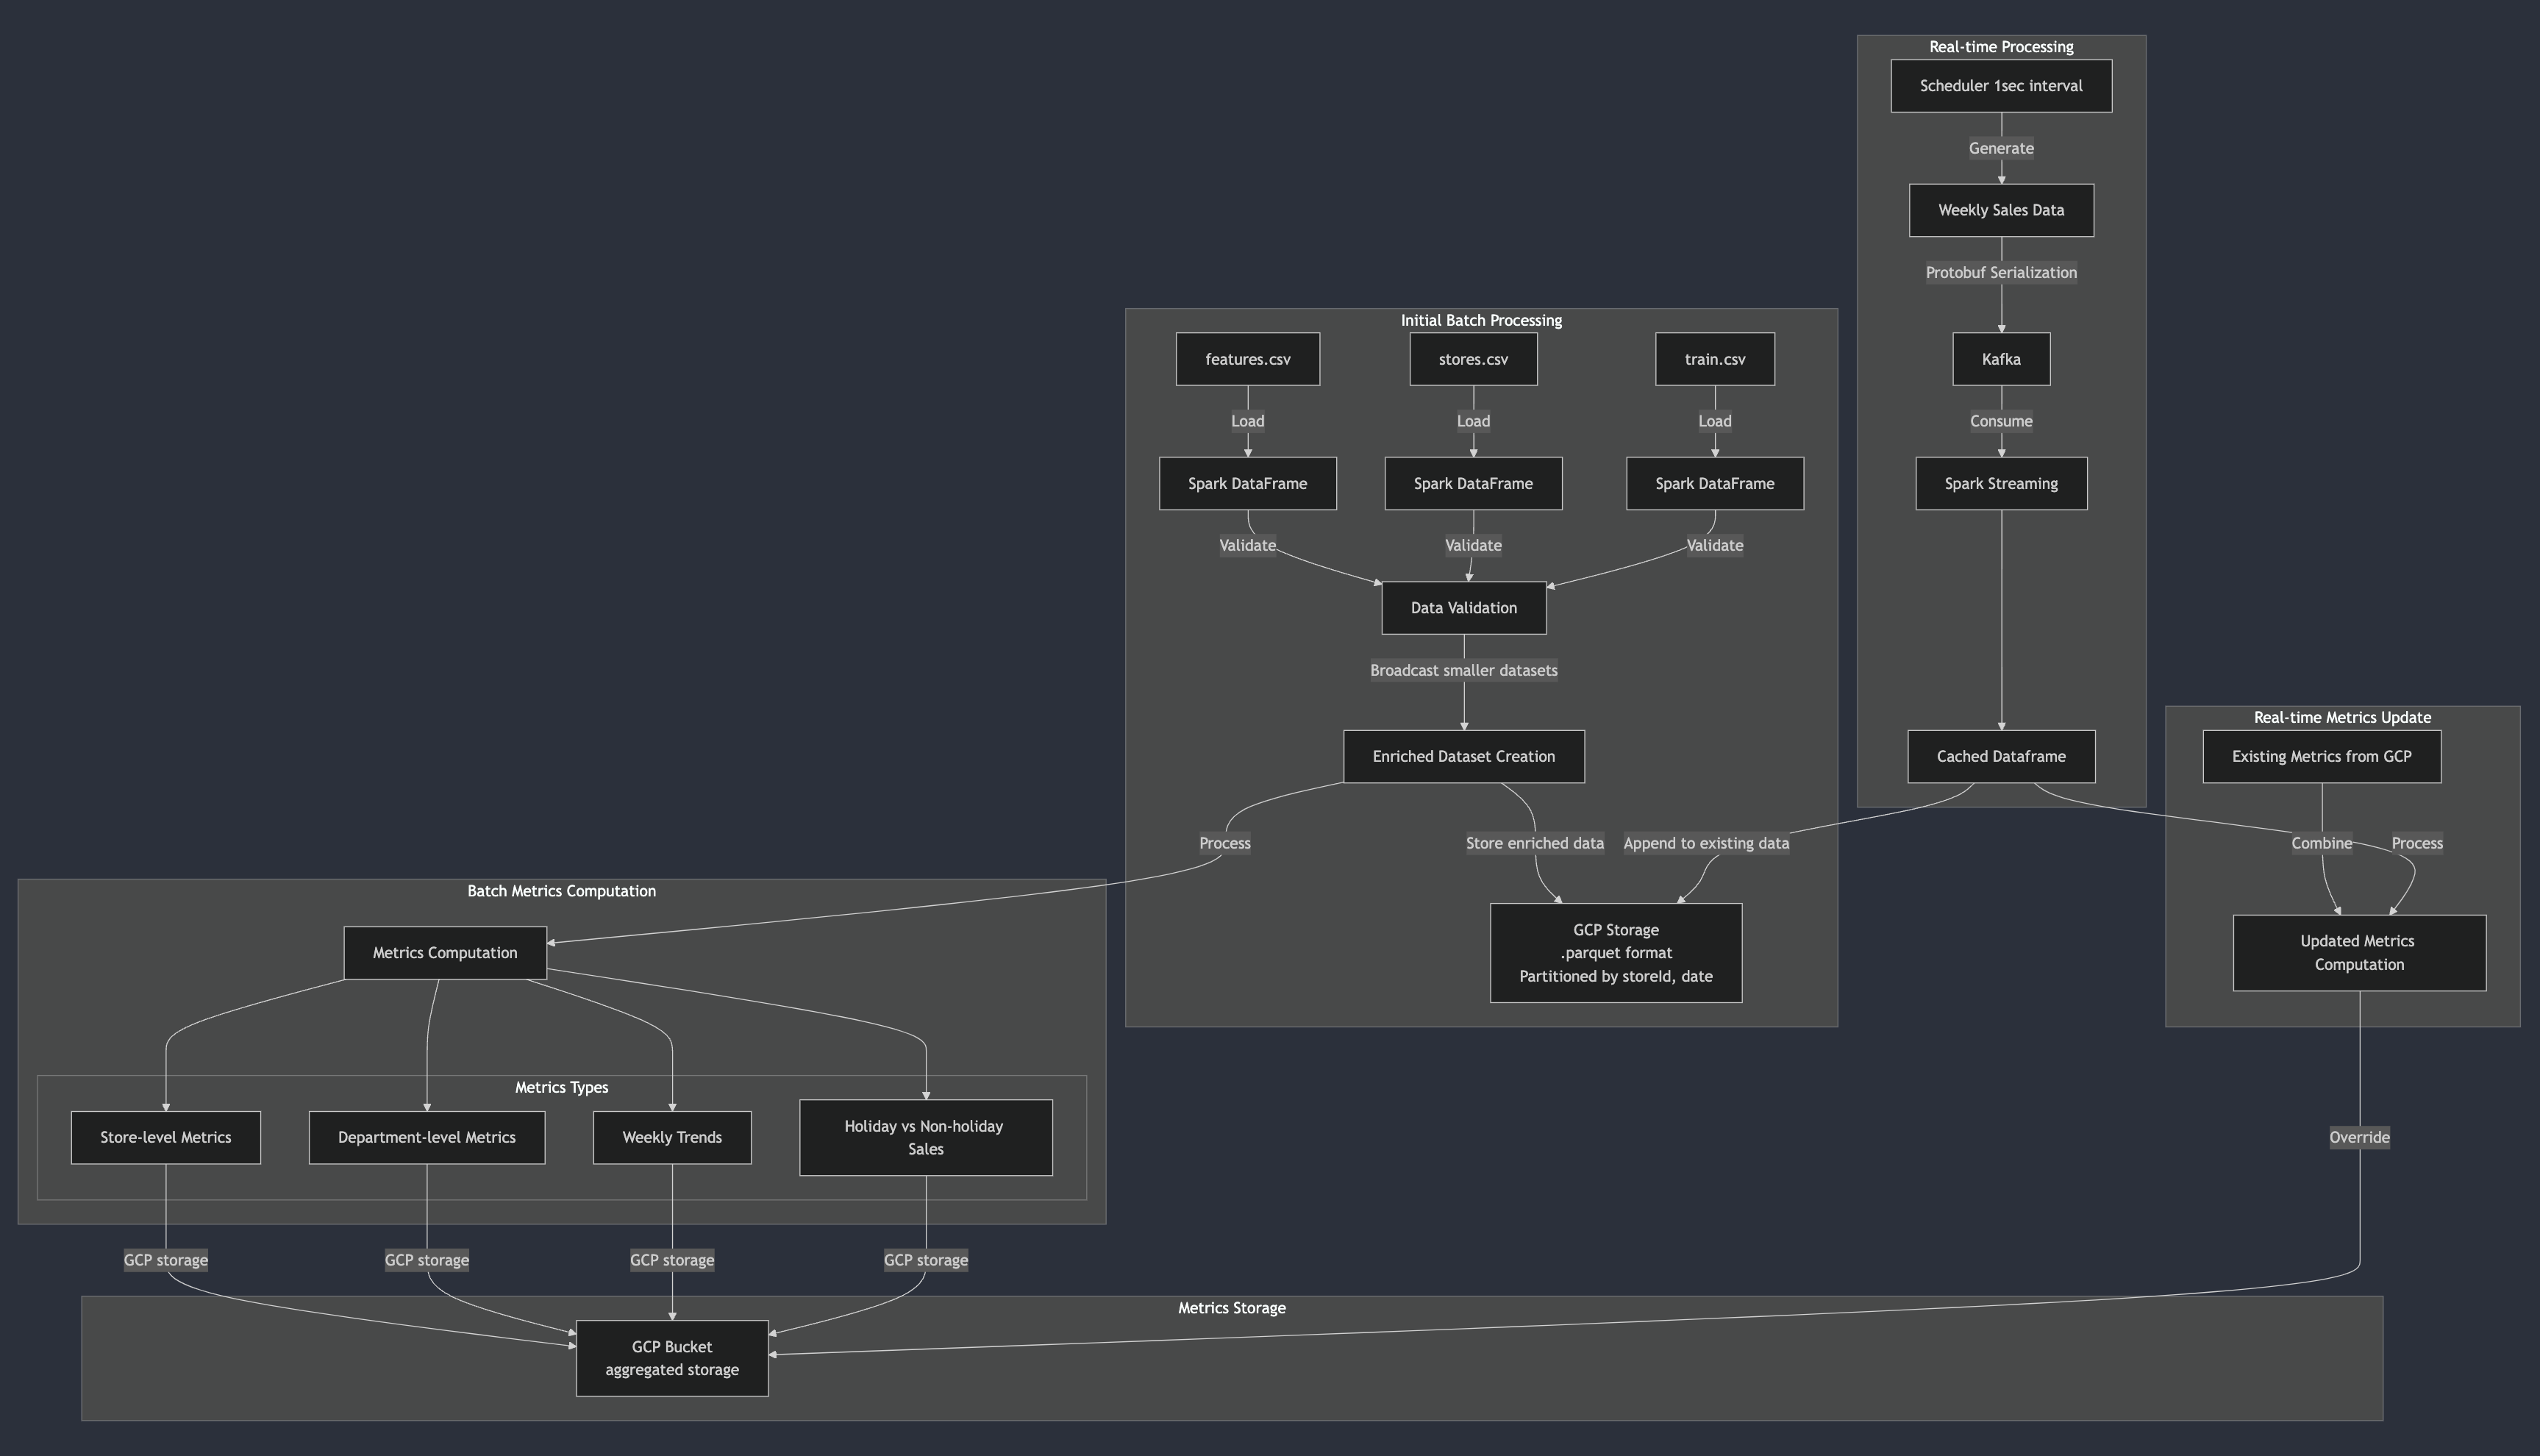 Real-time Processing
Scheduler 1sec interval
Generate
Weekly Sales Data
Protobuf Serialization
Kafka
Consume
Spark Streaming
Cached Dataframe
Initial Batch Processing
features.csv
stores.csv
train.csv
Load
Load
Load
Spark DataFrame
Spark DataFrame
Spark DataFrame
Validate
Validate
Validate
Data Validation
Broadcast smaller datasets
Enriched Dataset Creation
Process
Store enriched data
Append to existing data
GCP Storage
.parquet format
Partitioned by storeId, date
Real-time Metrics Update
Existing Metrics from GCP
Combine
Process
Updated Metrics
Computation
Override
Batch Metrics Computation
Metrics Computation
Metrics Types
Store-level Metrics
Department-level Metrics
Weekly Trends
Holiday vs Non-holiday
Sales
GCP storage
GCP storage
GCP storage
GCP storage
Metrics Storage
GCP Bucket
aggregated storage